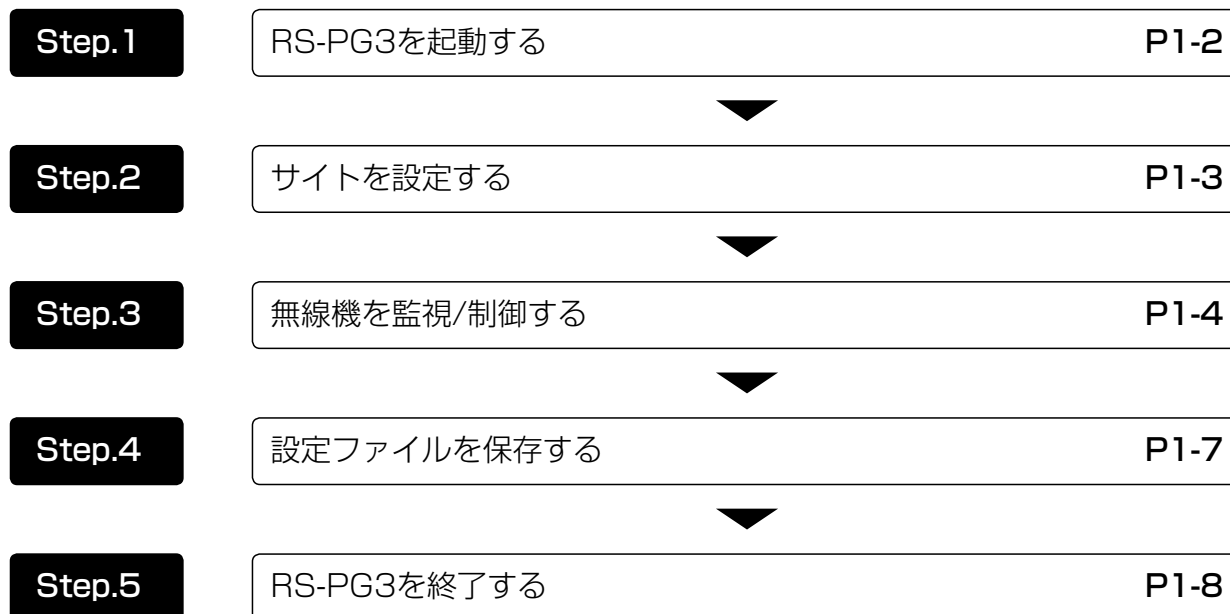 Step.1 RS-PG3を起動する P1-2
Step.2 サイトを設定する P1-3
Step.3 無線機を監視/制御する P1-4
Step.4 設定ファイルを保存する P1-7
Step.5 RS-PG3を終了する P1-8